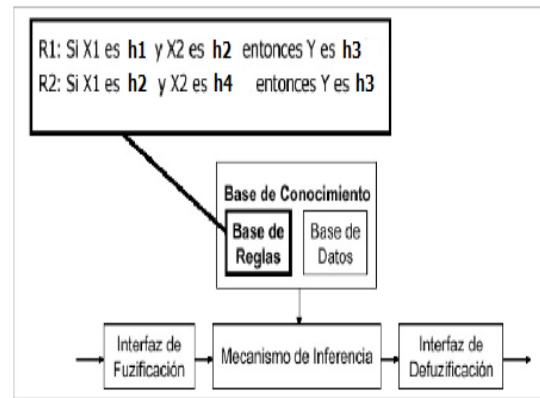 R1: Si X1 es h1 y X2 es h2 entonces Y es h3
R2: Si X1 es h2 y X2 es h4 entonces Y es h3
Base de Conocimiento
Base de
Reglas
Base de
Datos
Interfaz de
Fuzificación
Mecanismo de Inferencia
Interfaz de
Defuzificación